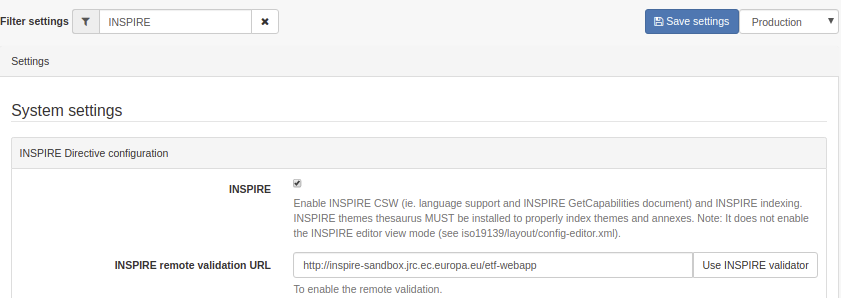 Filter settings INSPIRE Save settings Production
Settings
System settings
INSPIRE Directive configuration
INSPIRE
Enable INSPIRE CSW (ie. language support and INSPIRE GetCapabilities document) and INSPIRE indexing.
INSPIRE themes thesaurus MUST be installed to properly index themes and annexes. Note: It does not enable
the INSPIRE editor view mode (see iso19139/layout/config-editor.xml).
INSPIRE remote validation URL http://inspire-sandbox.jrc.ec.europa.eu/etf-webapp Use INSPIRE validator
To enable the remote validation.